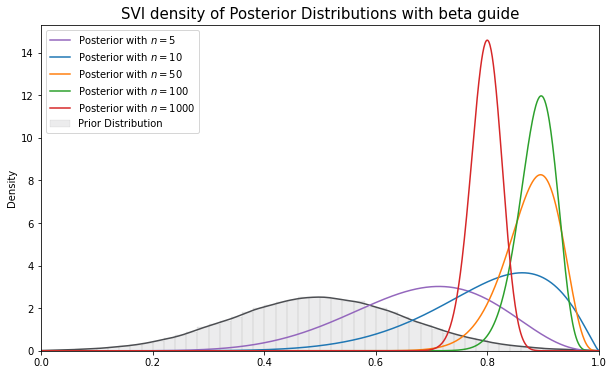 SVI density of Posterior Distributions with beta guide
Posterior with n = 5
Posterior with n = 10
Posterior with n = 50
Posterior with n = 100
Posterior with n = 1000
Prior Distribution
Density
14
12
10
8
6
4
2
0
0.0 0.2 0.4 0.6 0.8 1.0